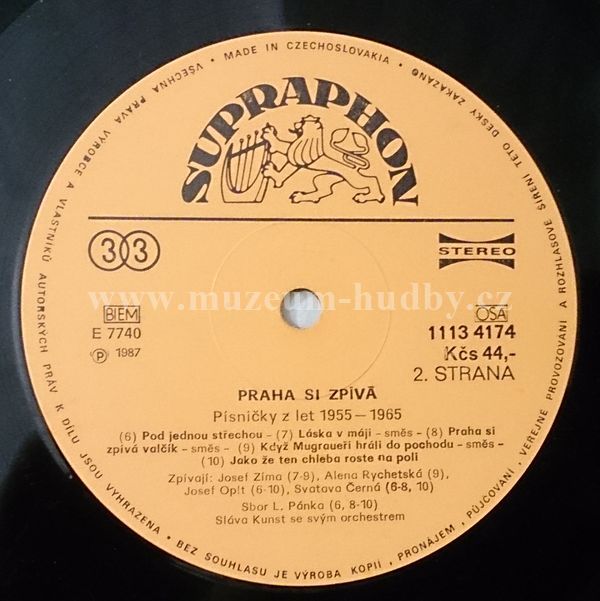 • MADE IN CZECHOSLOVAKIA •
VŠECHNA PRÁVA VÝROBCE A VLASTNÍKŮ AUTORSKÝCH PRÁV K DÍLU JSOU VYHRAZENA • BEZ SOUHLASU JE VÝROBA KOPIÍ, PRONÁJEM, PŮJČOVÁNÍ, VEŘEJNÉ PROVOZOVÁNÍ A ROZHLASOVÉ ŠÍŘENÍ TÉTO DESKY ZAKÁZÁNO
SUPRAPHON
33
STEREO
www.muzeum-hudby.cz
BIEM
OSA
E 7740
1113 4174
Ⓟ 1987
Kčs 44,-
2. STRANA
PRAHA SI ZPÍVÁ
Písničky z let 1955—1965
(6) Pod jednou střechou - (7) Láska v máji - směs - (8) Praha si
zpívá valčík - směs - (9) Když Mugraueři hráli do pochodu - směs -
(10) Jako že ten chleba roste na poli
Zpívají: Josef Zíma (7-9), Alena Rychetská (9),
Josef Oplt (6-10), Svatava Černá (6-8, 10)
Sbor L. Pánka (6, 8-10)
Sláva Kunst se svým orchestrem